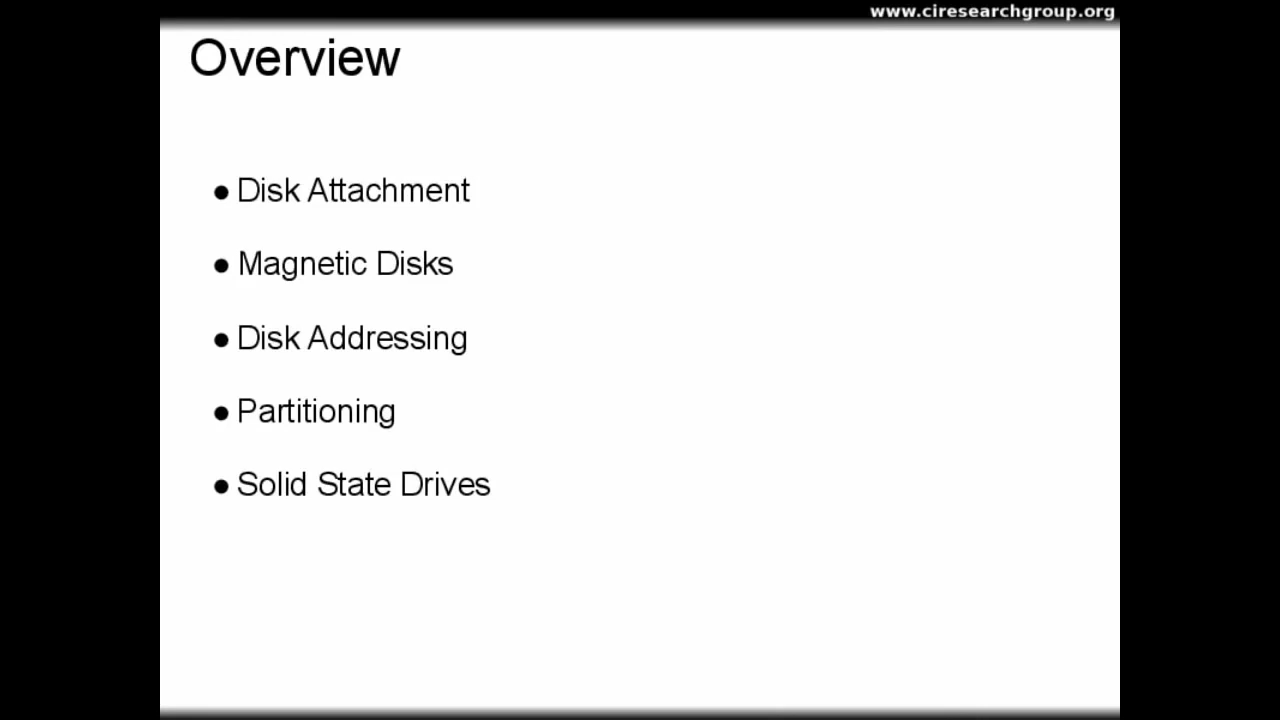 www.ciresearchgroup.org
Overview
● Disk Attachment
● Magnetic Disks
● Disk Addressing
● Partitioning
● Solid State Drives